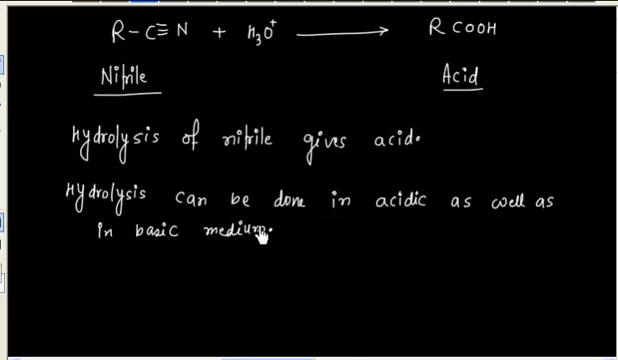 R-C≡N + H₃O⁺ ⟶ RCOOH
Nitrile Acid
Hydrolysis of nitrile gives acid.
Hydrolysis can be done in acidic as well as
in basic medium.